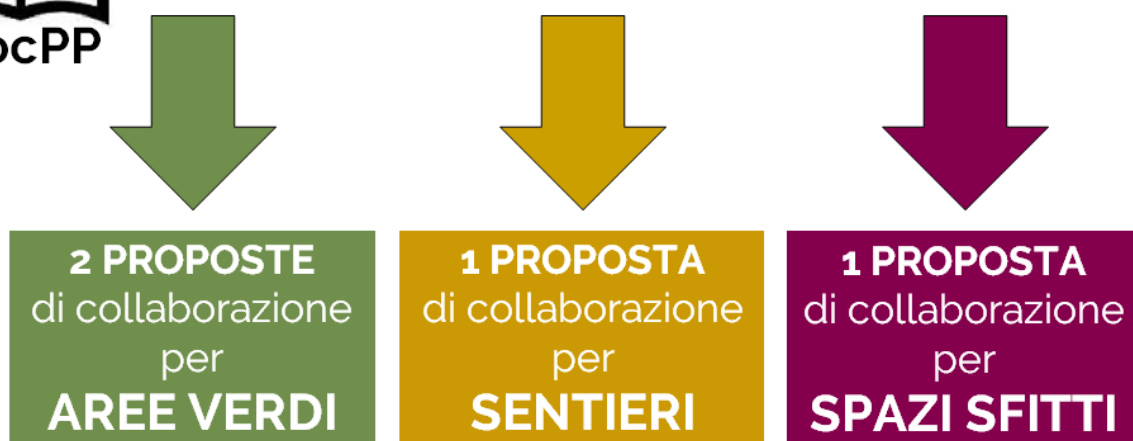 2 PROPOSTE
di collaborazione
per
AREE VERDI
1 PROPOSTA
di collaborazione
per
SENTIERI
1 PROPOSTA
di collaborazione
per
SPAZI SFITTI